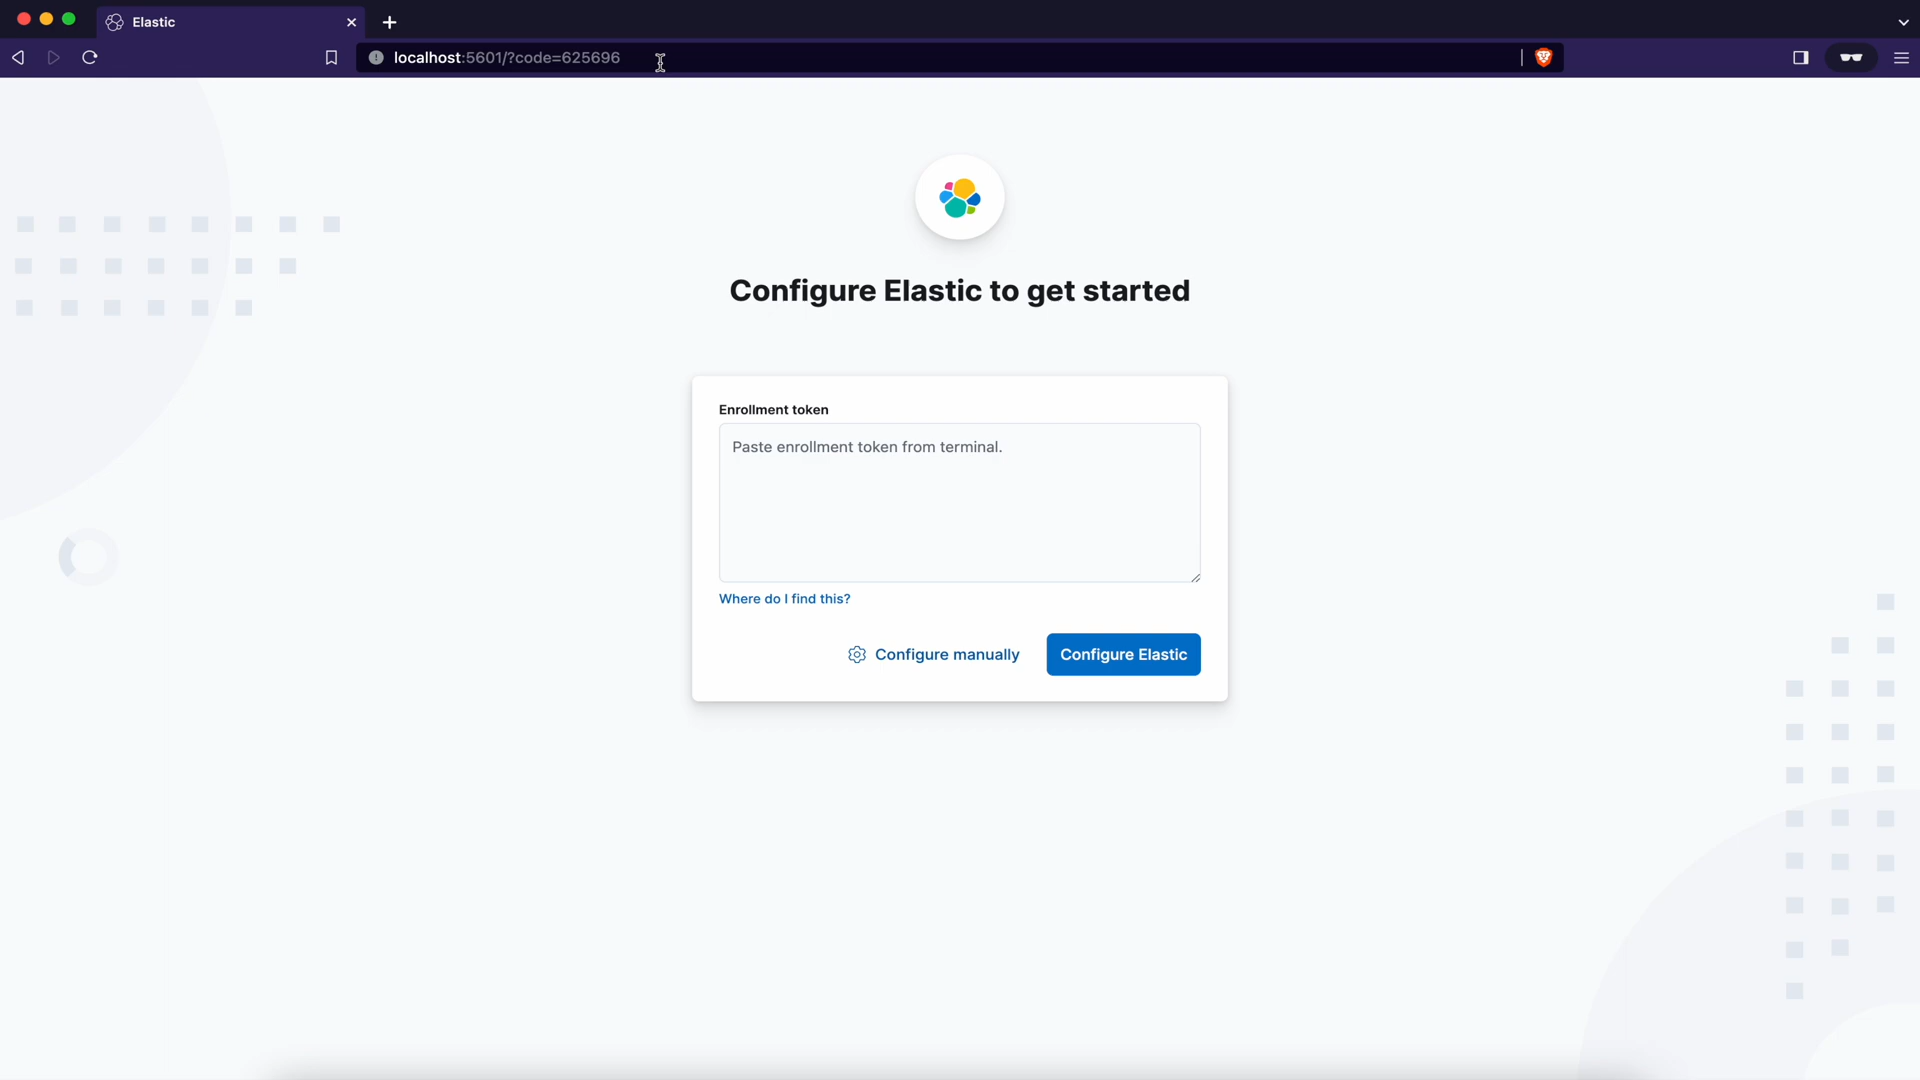 Elastic
localhost:5601/?code=625696
Configure Elastic to get started
Enrollment token
Paste enrollment token from terminal.
Where do I find this?
Configure manually
Configure Elastic